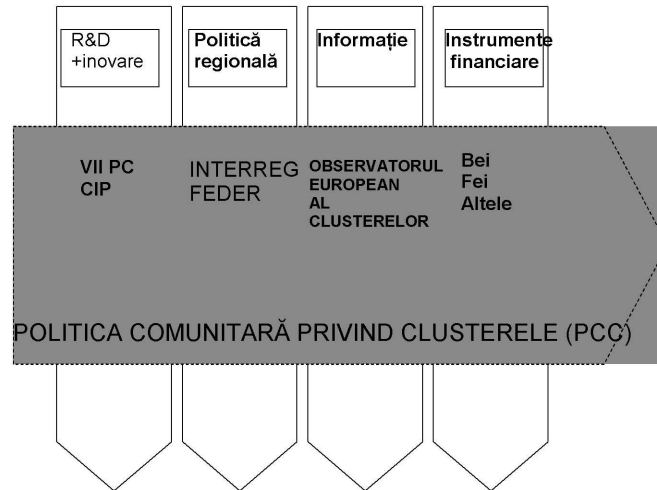 R&D
+inovare
Politică
regională
Informație
Instrumente
financiare
VII PC
CIP
INTERREG
FEDER
OBSERVATORUL
EUROPEAN
AL
CLUSTERELOR
Bei
Fei
Altele
POLITICA COMUNITARĂ PRIVIND CLUSTERELE (PCC)